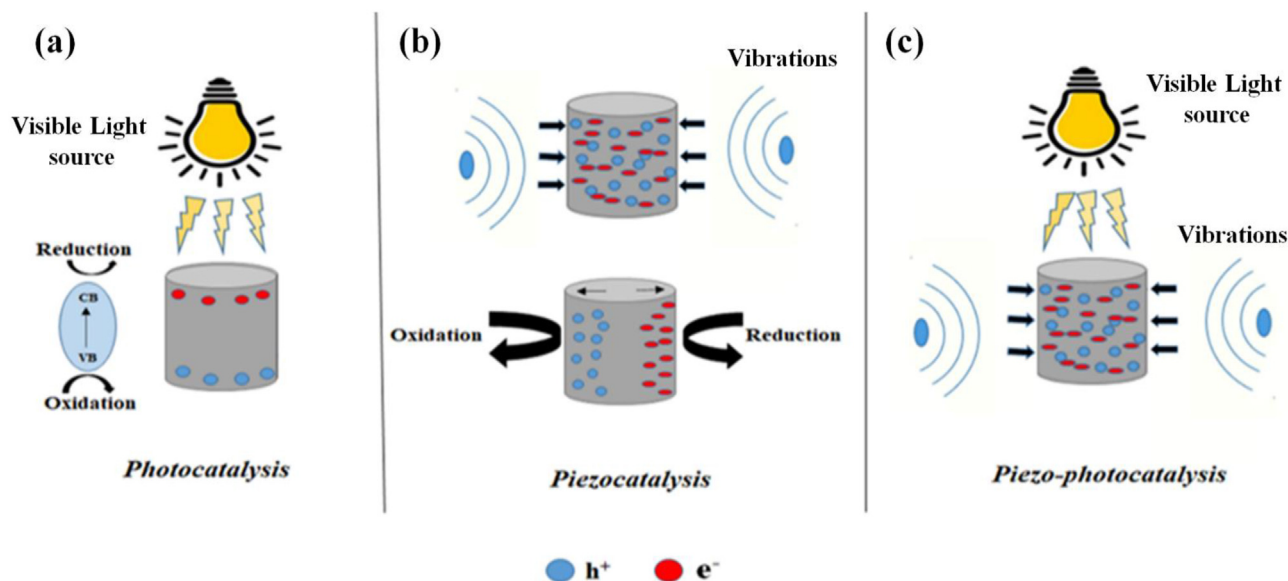 (a)
Visible Light
source
Reduction
CB
VB
Oxidation
Photocatalysis
(b)
Vibrations
Oxidation
Reduction
Piezocatalysis
(c)
Visible Light
source
Vibrations
Piezo-photocatalysis
h⁺
e⁻